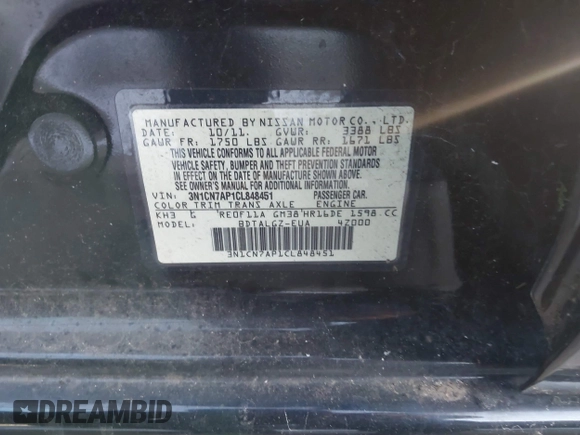 MANUFACTURED BY NISSAN MOTOR CO., LTD.
DATE: 10/11. GVWR: 3388 LBS
GAWR FR: 1750 LBS GAWR RR: 1671 LBS
THIS VEHICLE CONFORMS TO ALL APPLICABLE FEDERAL MOTOR
VEHICLE SAFETY, BUMPER AND THEFT PREVENTION STANDARDS
IN EFFECT ON THE DATE OF MANUFACTURE SHOWN ABOVE.
SEE OWNER'S MANUAL FOR ADDITIONAL INFORMATION.
VIN: 3N1CN7AP1CL848451 PASSENGER CAR.
COLOR TRIM TRANS AXLE ENGINE
KH3 G RE0F11A GM38 HR16DE 1598.CC
BDTALGZ-EUA 42000
3N1CN7AP1CL848451
DREAMBID